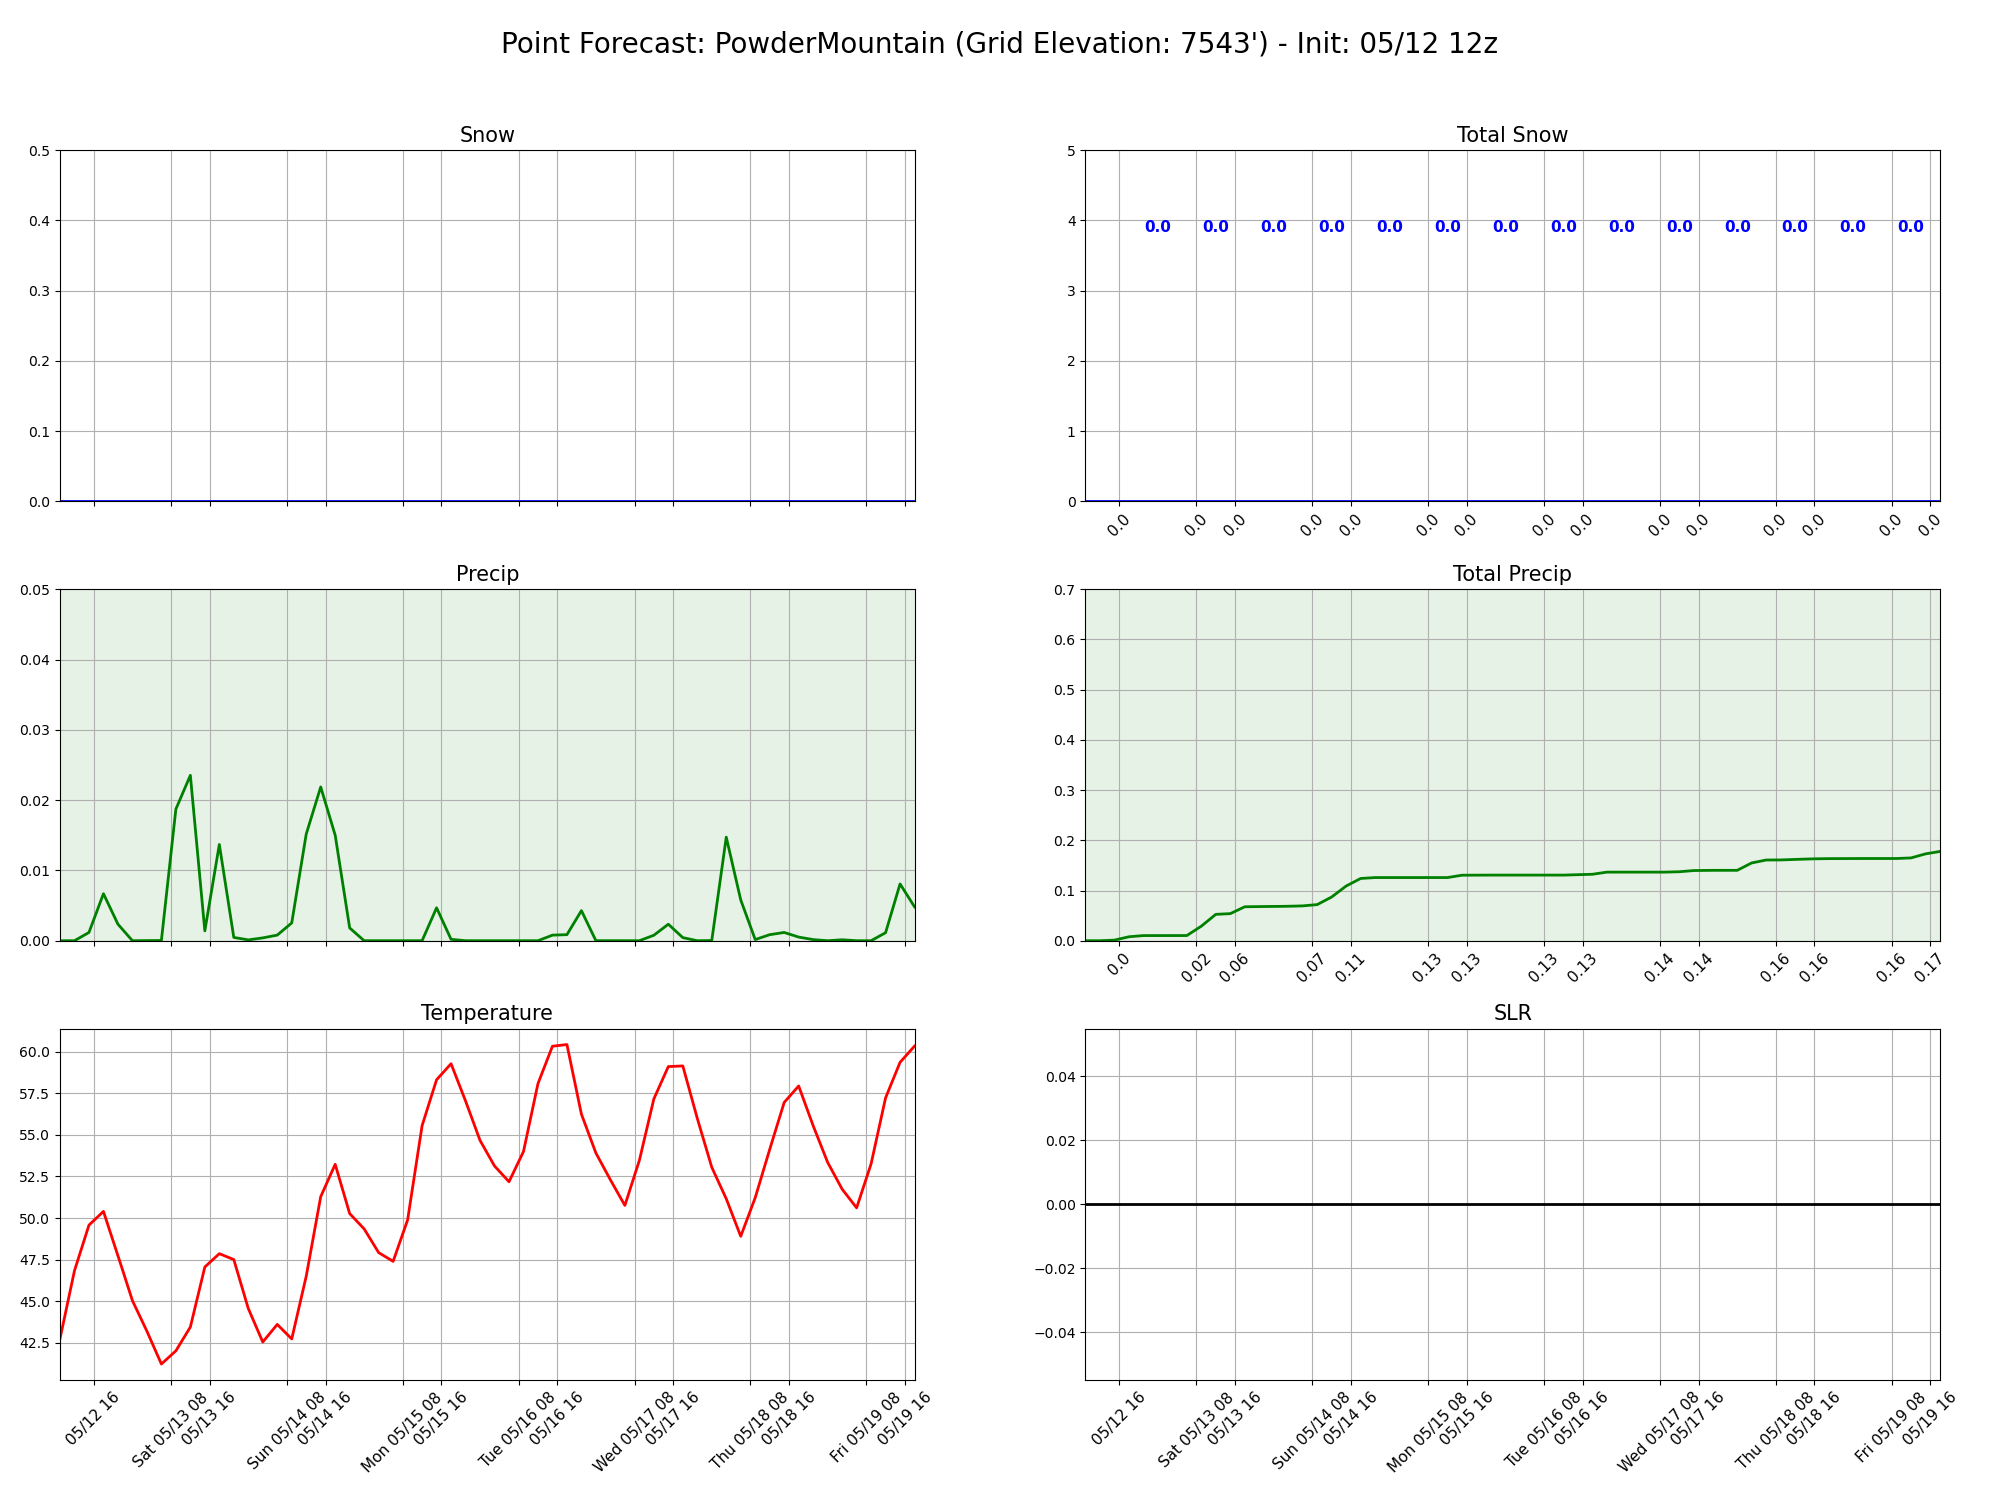 Point Forecast: PowderMountain (Grid Elevation: 7543') - Init: 05/12 12z
Snow
0.5
0.4
0.3
0.2
0.1
0.0
Total Snow
5
4
3
2
1
0
0.0 0.0 0.0 0.0 0.0 0.0 0.0 0.0 0.0 0.0 0.0 0.0 0.0 0.0
0.0 0.0 0.0 0.0 0.0 0.0 0.0 0.0 0.0 0.0 0.0 0.0 0.0 0.0 0.0
Precip
0.05
0.04
0.03
0.02
0.01
0.00
Total Precip
0.7
0.6
0.5
0.4
0.3
0.2
0.1
0.0
0.0 0.02 0.06 0.07 0.11 0.13 0.13 0.13 0.13 0.14 0.14 0.16 0.16 0.16 0.17
Temperature
60.0
57.5
55.0
52.5
50.0
47.5
45.0
42.5
05/12 16
Sat 05/13 08
05/13 16
Sun 05/14 08
05/14 16
Mon 05/15 08
05/15 16
Tue 05/16 08
05/16 16
Wed 05/17 08
05/17 16
Thu 05/18 08
05/18 16
Fri 05/19 08
05/19 16
SLR
0.04
0.02
0.00
−0.02
−0.04
05/12 16
Sat 05/13 08
05/13 16
Sun 05/14 08
05/14 16
Mon 05/15 08
05/15 16
Tue 05/16 08
05/16 16
Wed 05/17 08
05/17 16
Thu 05/18 08
05/18 16
Fri 05/19 08
05/19 16